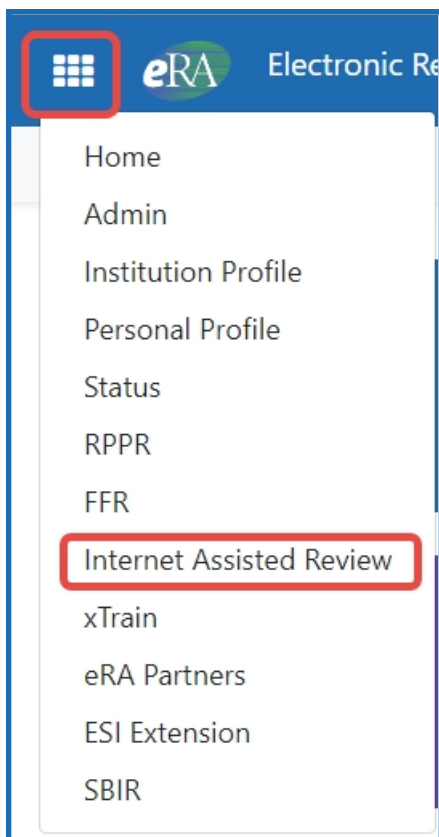 eRA Electronic Re
Home
Admin
Institution Profile
Personal Profile
Status
RPPR
FFR
Internet Assisted Review
xTrain
eRA Partners
ESI Extension
SBIR